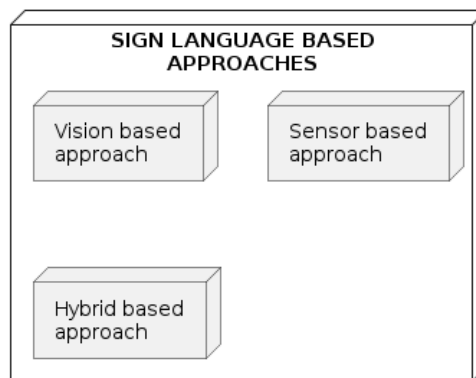 SIGN LANGUAGE BASED
APPROACHES
Vision based
approach
Sensor based
approach
Hybrid based
approach